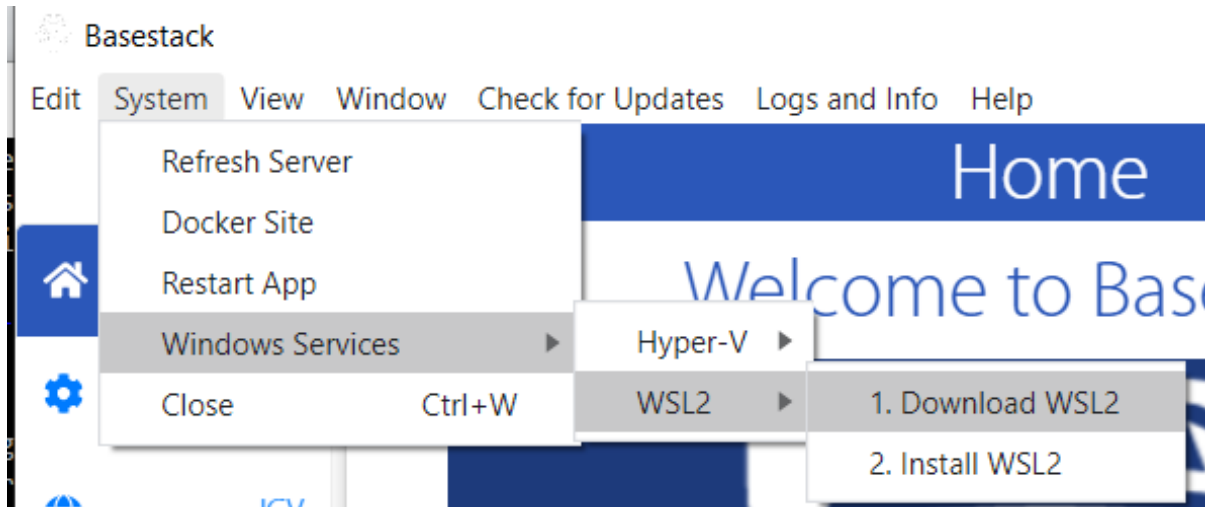 Basestack
Edit System View Window Check for Updates Logs and Info Help
Home
Refresh Server
Docker Site
Restart App
Welcome to Bas
Windows Services
Hyper-V
Close Ctrl+W
WSL2
1. Download WSL2
2. Install WSL2